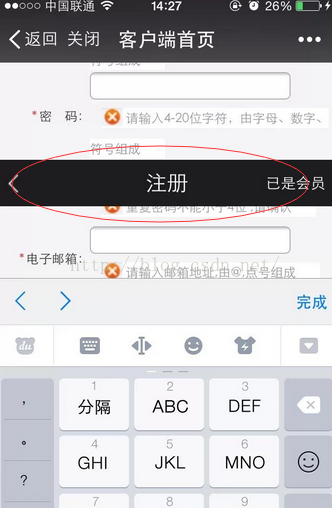 中国联通 14:27 26%
返回 关闭 客户端首页
符号组成
*密 码:
请输入4-20位字符，由字母、数字、
符号组成
注册 已是会员
重复密码不能小于4位,请确认
*电子邮箱:
http://blog.csdn.net/
请输入邮箱地址,由@,点号组成
完成
du
， 1 分隔 2 ABC 3 DEF
。 4 GHI 5 JKL 6 MNO
？ 7 8 9